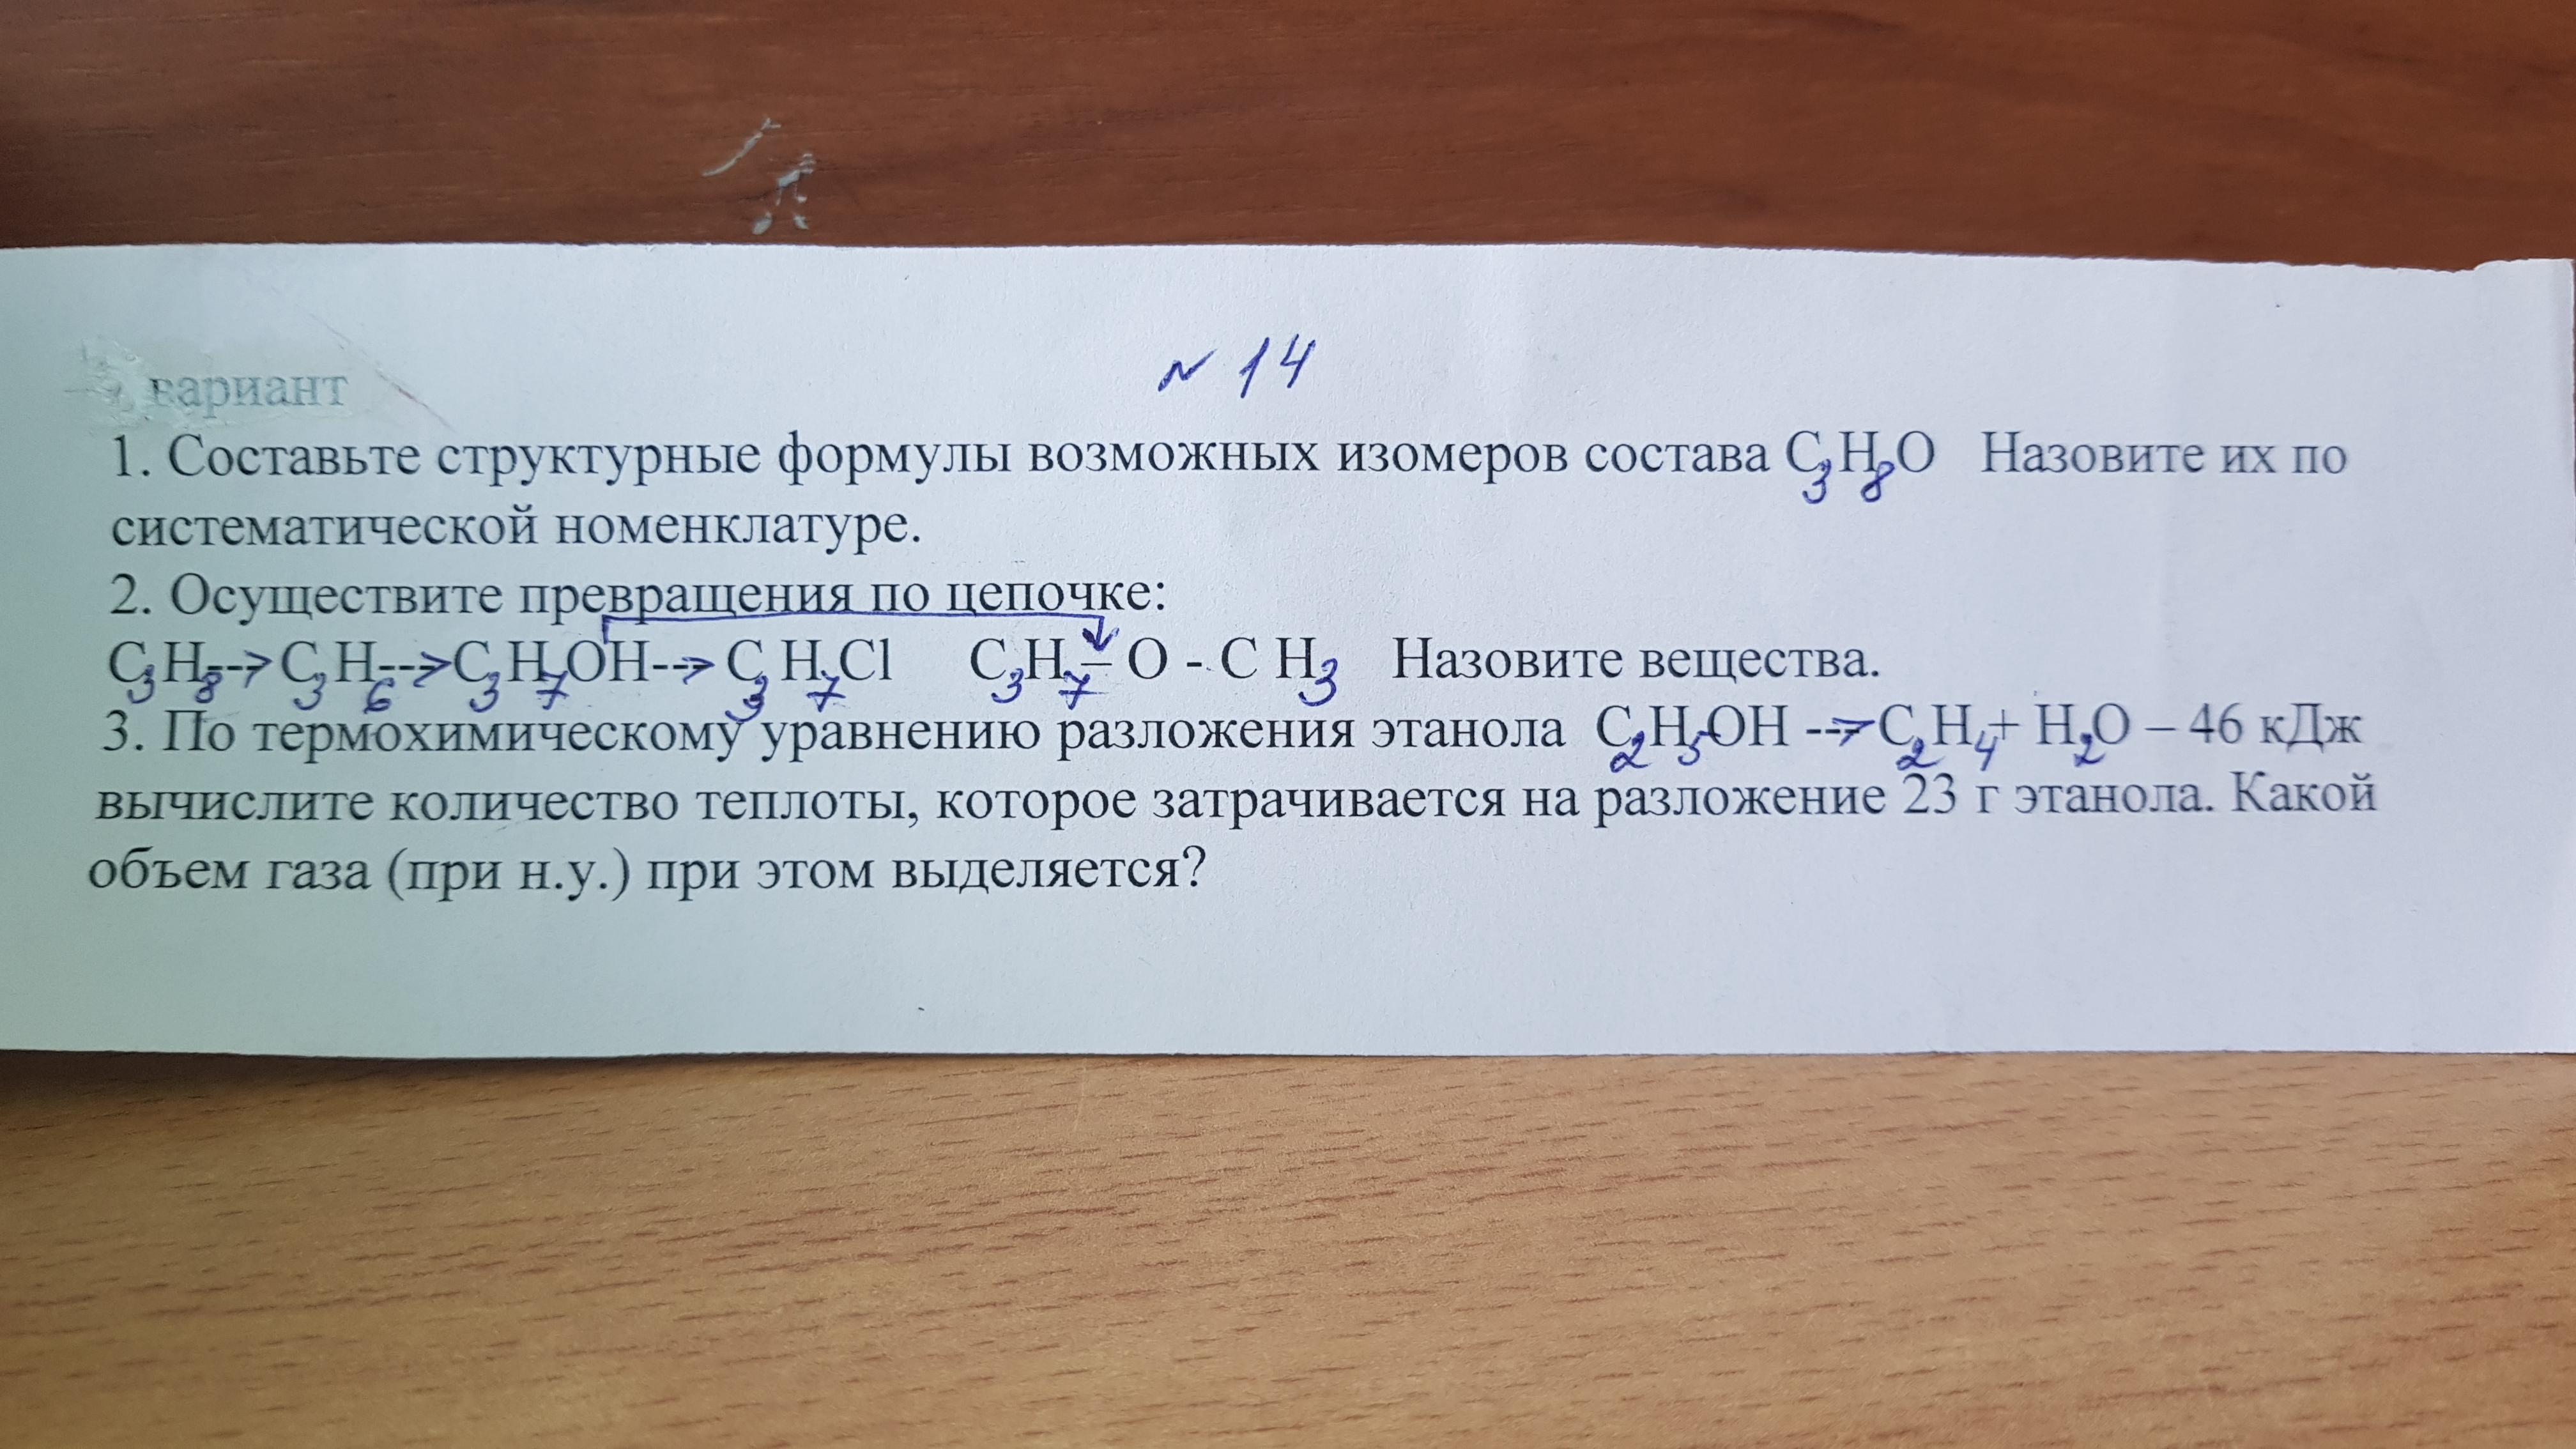 № 14
вариант
1. Составьте структурные формулы возможных изомеров состава C₃H₈O Назовите их по
систематической номенклатуре.
2. Осуществите превращения по цепочке:
C₃H₈--> C₃H₆--->C₃H₇OH--> C₃H₇Cl C₃H₇– O - C H₃ Назовите вещества.
3. По термохимическому уравнению разложения этанола C₂H₅OH --> C₂H₄+ H₂O – 46 кДж
вычислите количество теплоты, которое затрачивается на разложение 23 г этанола. Какой
объем газа (при н.у.) при этом выделяется?